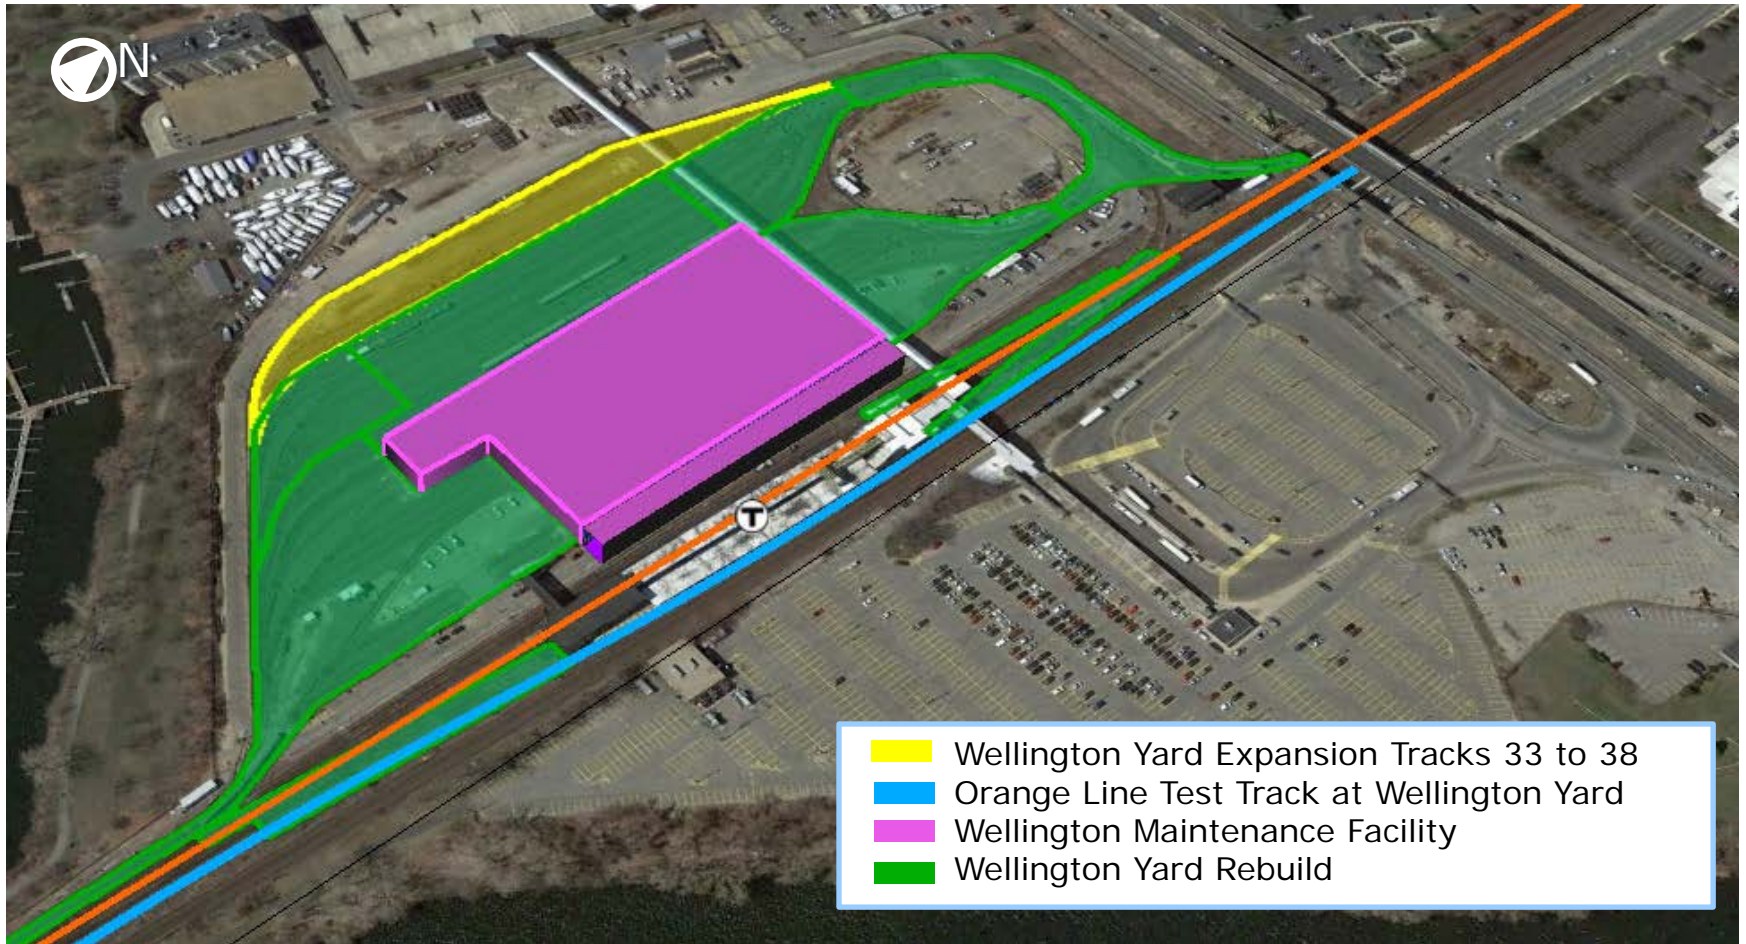 N
T
Wellington Yard Expansion Tracks 33 to 38
Orange Line Test Track at Wellington Yard
Wellington Maintenance Facility
Wellington Yard Rebuild